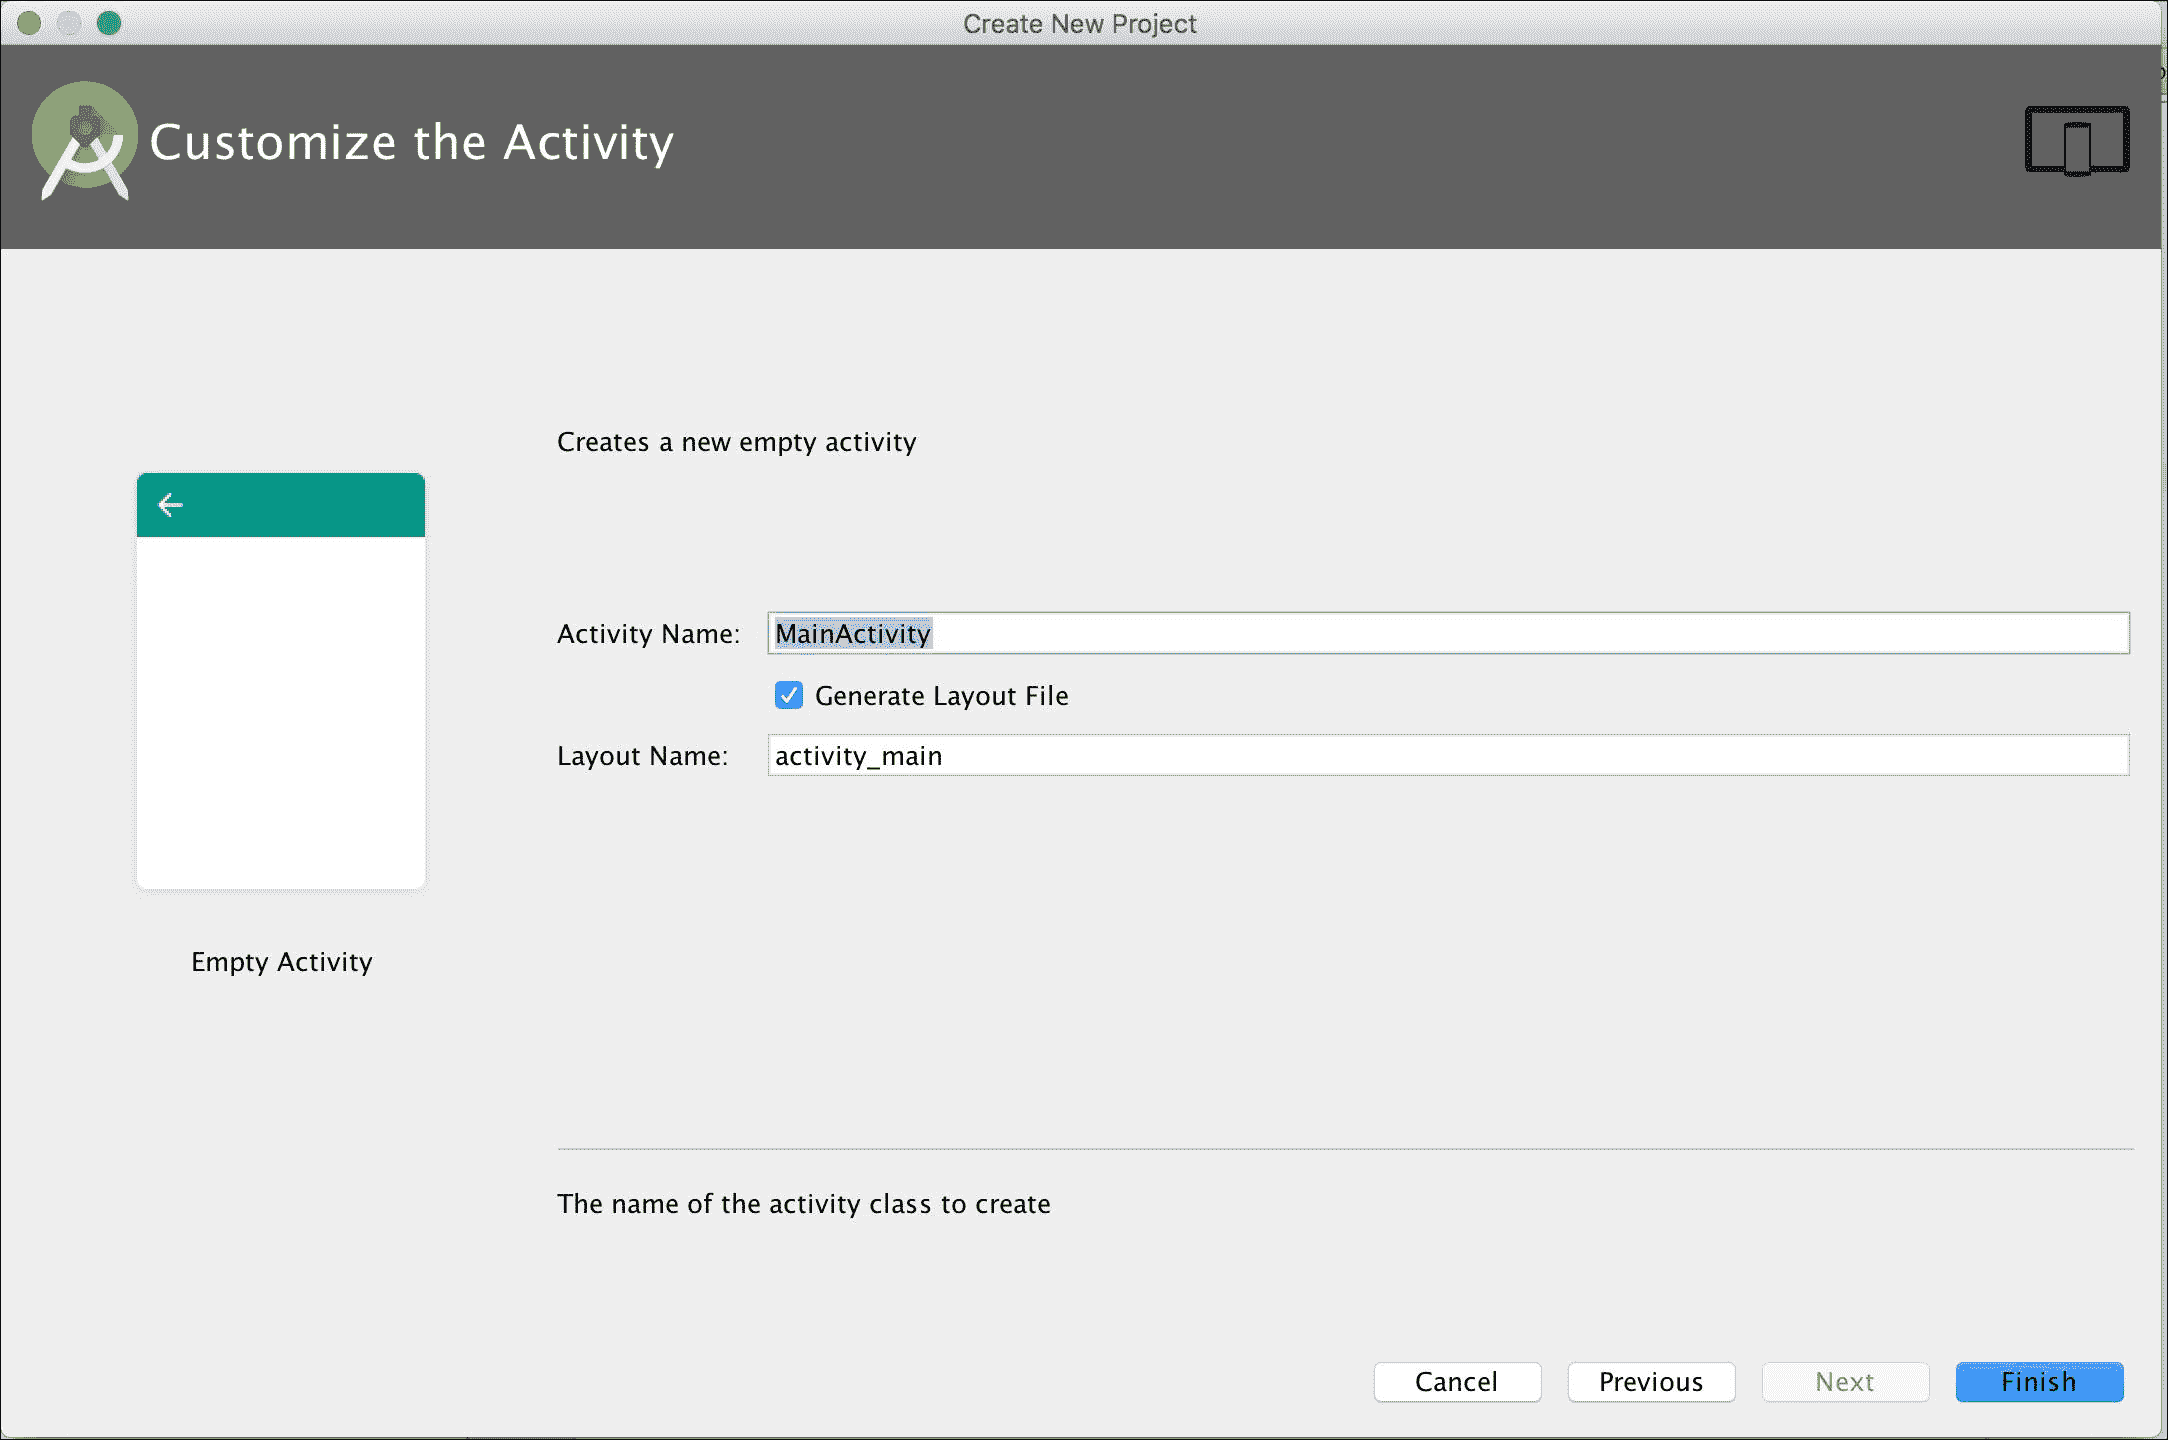 Create New Project
Customize the Activity
Creates a new empty activity
Activity Name: MainActivity
Generate Layout File
Layout Name: activity_main
Empty Activity
The name of the activity class to create
Cancel Previous Next Finish